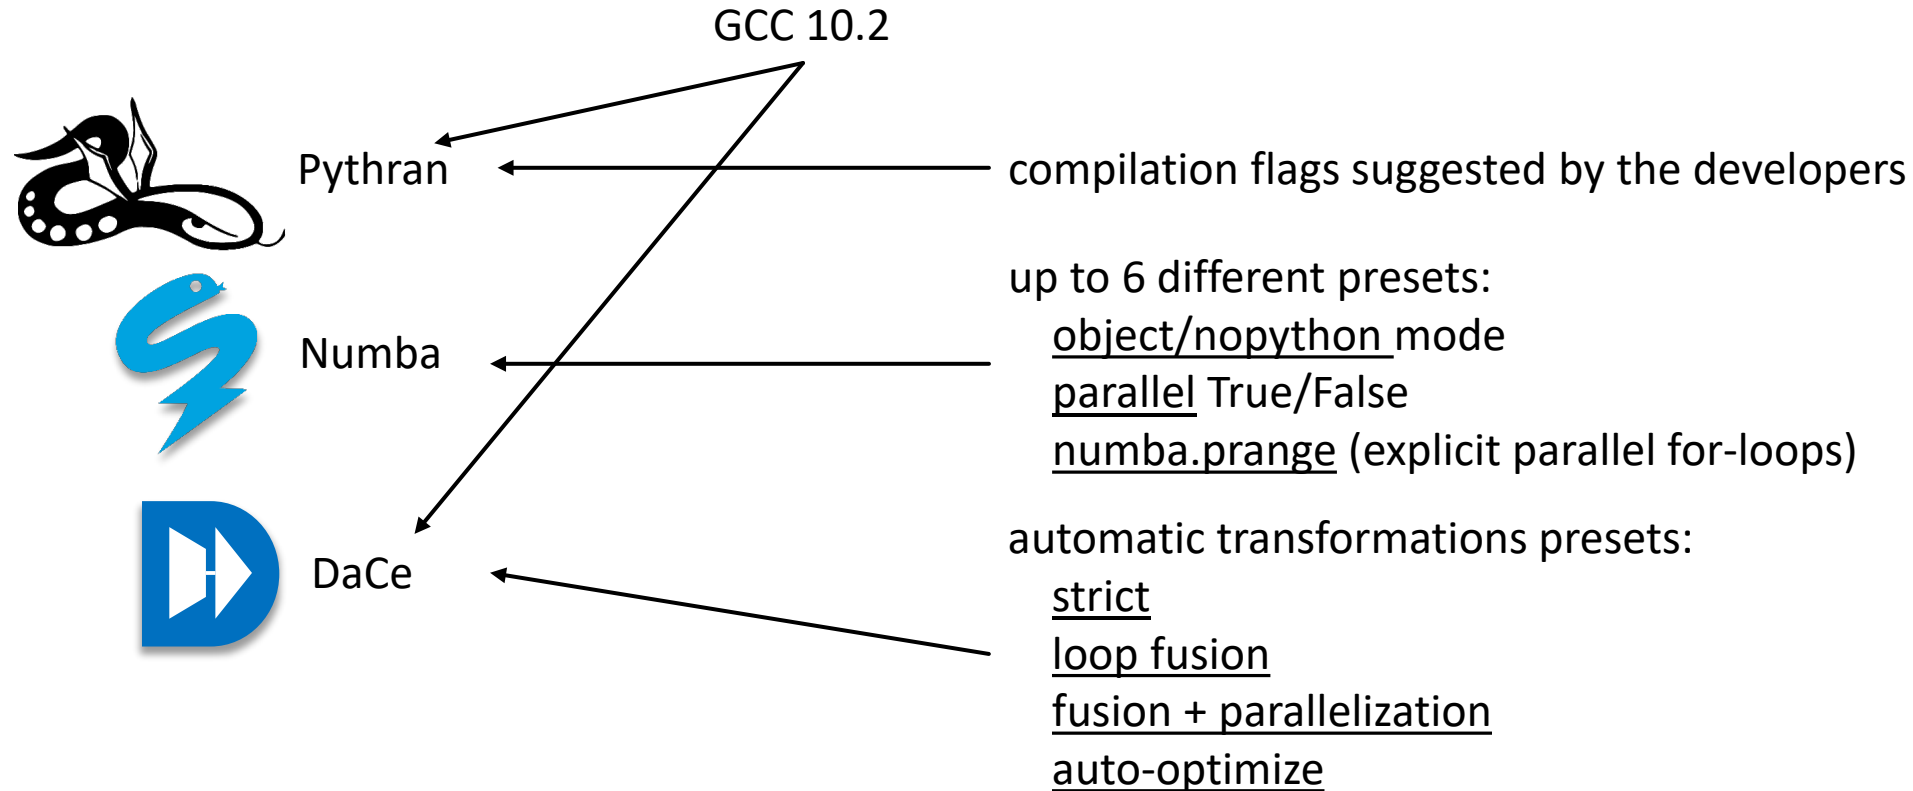 GCC 10.2
Pythran
compilation flags suggested by the developers
Numba
up to 6 different presets:
object/nopython mode
parallel True/False
numba.prange (explicit parallel for-loops)
DaCe
automatic transformations presets:
strict
loop fusion
fusion + parallelization
auto-optimize